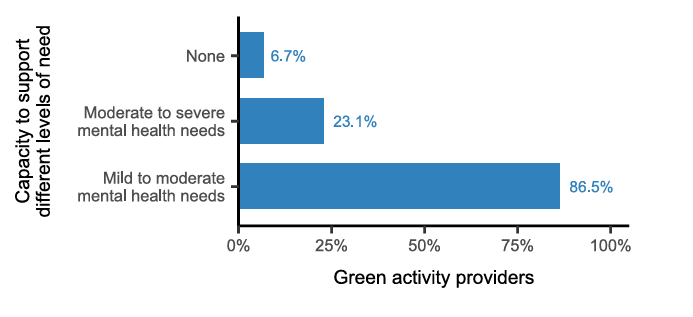 Capacity to support
different levels of need
None
6.7%
Moderate to severe
mental health needs
23.1%
Mild to moderate
mental health needs
86.5%
0%
25%
50%
75%
100%
Green activity providers